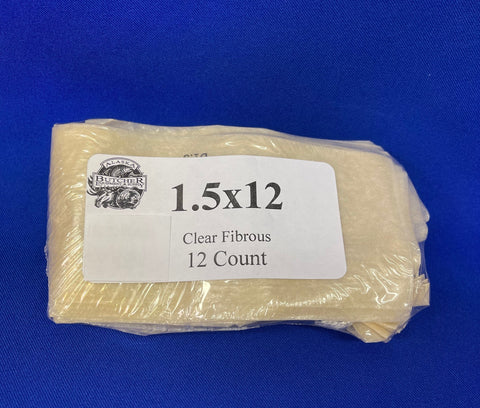 ALASKA
BUTCHER
1.5x12
Clear Fibrous
12 Count